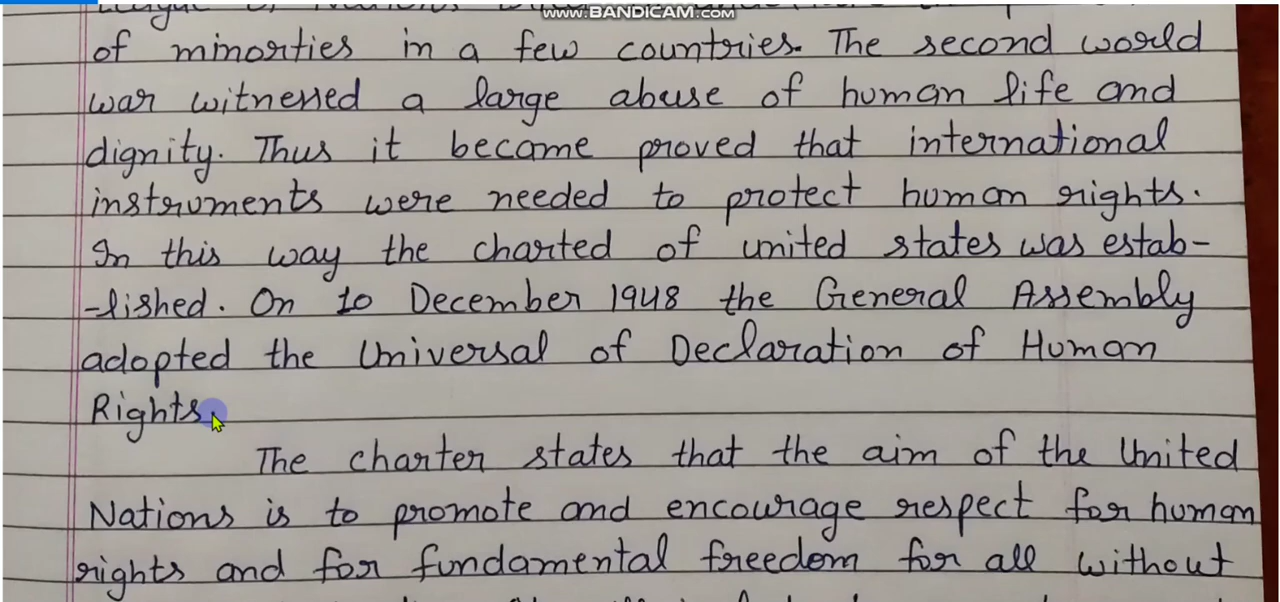 WWW.BANDICAM.COM
of minorties in a few countries. The second world
war witnessed a large abuse of human life and
dignity. Thus it became proved that international
instruments were needed to protect human rights.
In this way the charted of united states was estab-
-lished. On 10 December 1948 the General Assembly
adopted the Universal of Declaration of Human
Rights.
The charter states that the aim of the United
Nations is to promote and encourage respect for human
rights and for fundamental freedom for all without